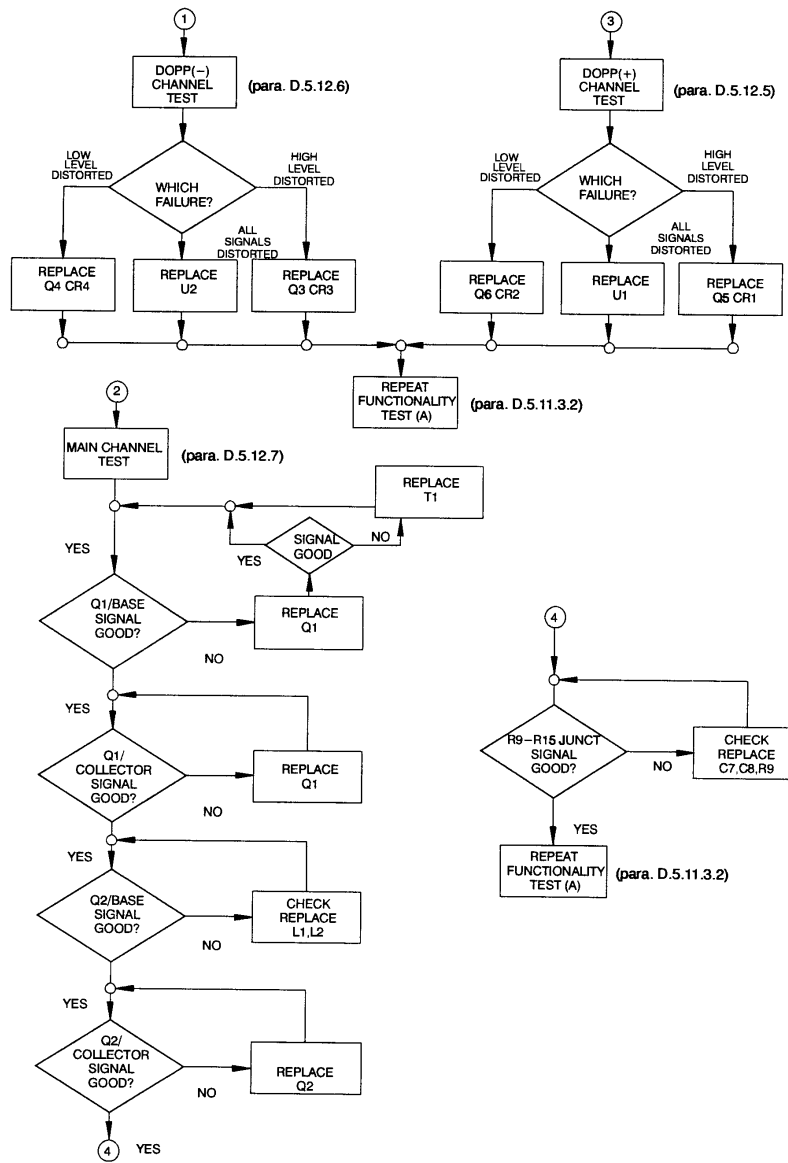 1
DOPP(−)
CHANNEL
TEST
(para. D.5.12.6)
LOW
LEVEL
DISTORTED
WHICH
FAILURE?
HIGH
LEVEL
DISTORTED
ALL
SIGNALS
DISTORTED
REPLACE
Q4 CR4
REPLACE
U2
REPLACE
Q3 CR3
3
DOPP(+)
CHANNEL
TEST
(para. D.5.12.5)
LOW
LEVEL
DISTORTED
WHICH
FAILURE?
HIGH
LEVEL
DISTORTED
ALL
SIGNALS
DISTORTED
REPLACE
Q6 CR2
REPLACE
U1
REPLACE
Q5 CR1
REPEAT
FUNCTIONALITY
TEST (A)
(para. D.5.11.3.2)
2
MAIN CHANNEL
TEST
(para. D.5.12.7)
REPLACE
T1
SIGNAL
GOOD
YES
NO
YES
Q1/BASE
SIGNAL
GOOD?
NO
REPLACE
Q1
YES
Q1/
COLLECTOR
SIGNAL
GOOD?
NO
REPLACE
Q1
YES
Q2/BASE
SIGNAL
GOOD?
NO
CHECK
REPLACE
L1,L2
YES
Q2/
COLLECTOR
SIGNAL
GOOD?
NO
REPLACE
Q2
4
YES
4
R9−R15 JUNCT
SIGNAL
GOOD?
NO
CHECK
REPLACE
C7,C8,R9
YES
REPEAT
FUNCTIONALITY
TEST (A)
(para. D.5.11.3.2)